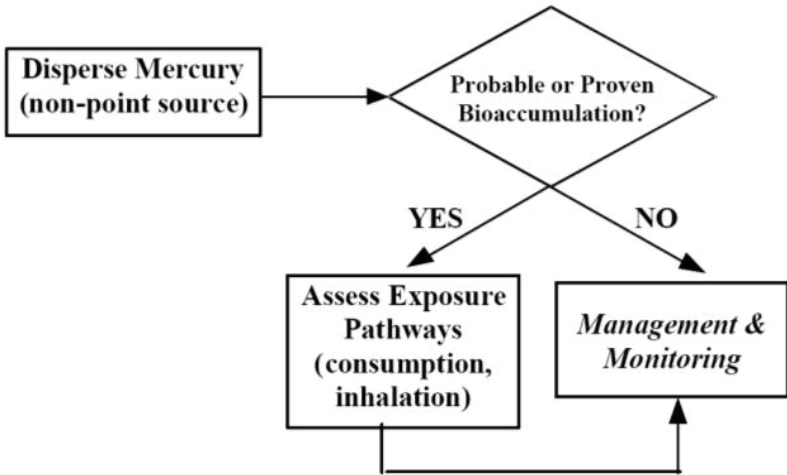 Disperse Mercury
(non-point source)
Probable or Proven
Bioaccumulation?
YES
NO
Assess Exposure
Pathways
(consumption,
inhalation)
Management &
Monitoring